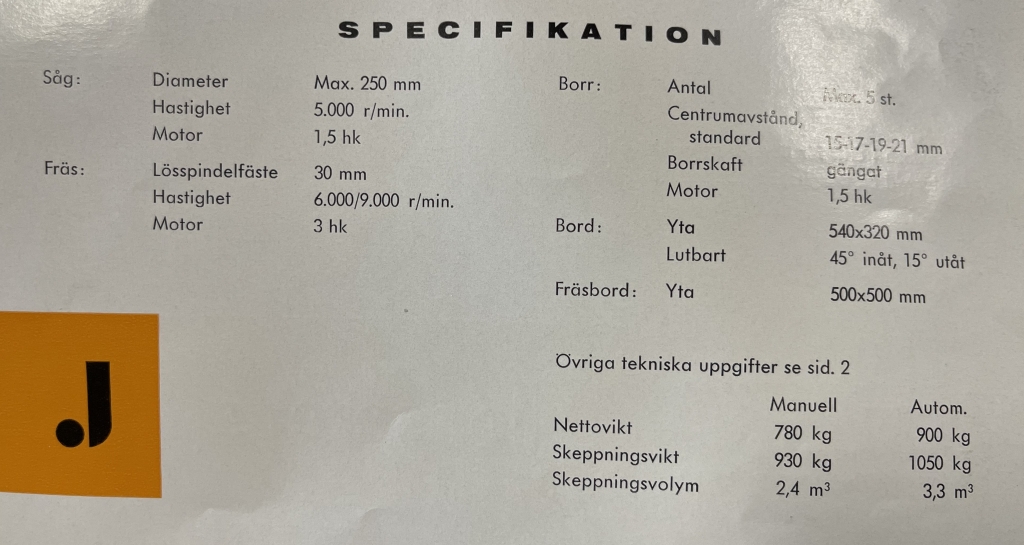 SPECIFIKATION
Såg: Diameter Max. 250 mm
Hastighet 5.000 r/min.
Motor 1,5 hk
Fräs: Lösspindelfäste 30 mm
Hastighet 6.000/9.000 r/min.
Motor 3 hk
Borr: Antal Max. 5 st.
Centrumavstånd,
standard 15-17-19-21 mm
Borrskaft gängat
Motor 1,5 hk
Bord: Yta 540x320 mm
Lutbart 45° inåt, 15° utåt
Fräsbord: Yta 500x500 mm
Övriga tekniska uppgifter se sid. 2
Manuell Autom.
Nettovikt 780 kg 900 kg
Skeppningsvikt 930 kg 1050 kg
Skeppningsvolym 2,4 m³ 3,3 m³
J